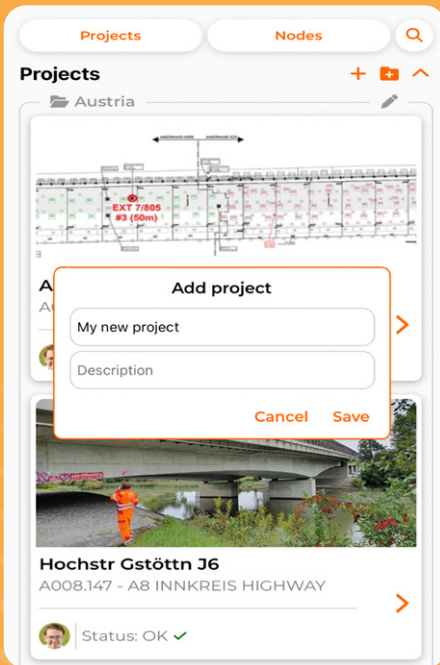 Projects
Nodes
Projects
Austria
EXT 7/805
#3 (50m)
A
A
Add project
My new project
Description
Cancel
Save
Hochstr Gstöttn J6
A008.147 - A8 INNKREIS HIGHWAY
Status: OK